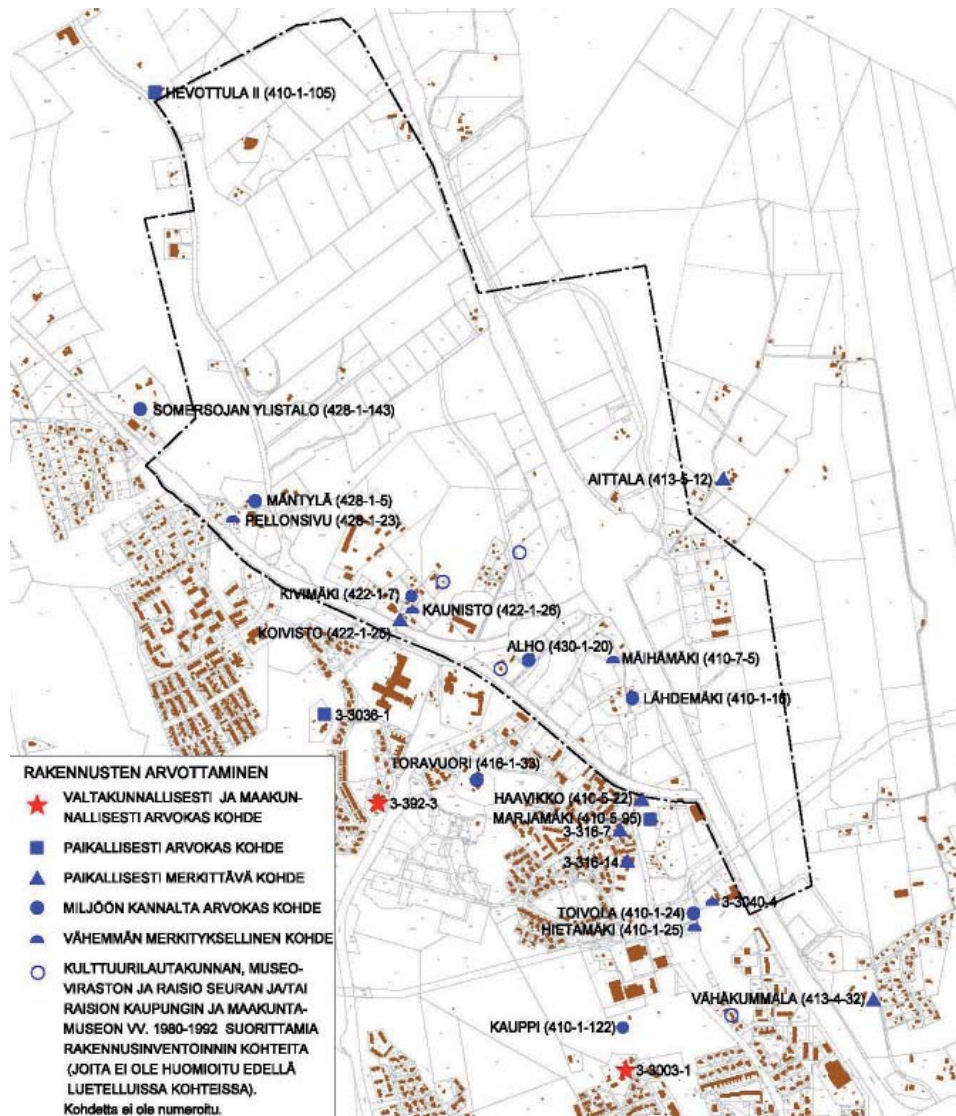 HEVOTTULA II (410-1-105)
SOMERSOJAN YLISTALO (428-1-143)
AITTALA (413-5-12)
MÄNTYLÄ (428-1-5)
PELLONSIVU (428-1-23)
KIVIMÄKI (422-1-7)
KAUNISTO (422-1-26)
KOIVISTO (422-1-25)
ALHO (430-1-20)
MAIHAMÄKI (410-7-5)
LÄHDEMÄKI (410-1-16)
3-3036-1
TORAVUORI (416-1-33)
3-392-3
HAAVIKKO (410-5-22)
MARJAMÄKI (410-5-95)
3-316-7
3-316-14
3-3040-4
TOIVOLA (410-1-24)
HIETAMÄKI (410-1-25)
VÄHÄKUMMALA (413-4-32)
KAUPPI (410-1-122)
3-3003-1
RAKENNUSTEN ARVOTTAMINEN
VALTAKUNNALLISESTI JA MAAKUN-
NALLISESTI ARVOKAS KOHDE
PAIKALLISESTI ARVOKAS KOHDE
PAIKALLISESTI MERKITTÄVÄ KOHDE
MILJÖÖN KANNALTA ARVOKAS KOHDE
VÄHEMMÄN MERKITYKSELLINEN KOHDE
KULTTUURILAUTAKUNNAN, MUSEO-
VIRASTON JA RAISIO SEURAN JA/TAI
RAISION KAUPUNGIN JA MAAKUNTA-
MUSEON VV. 1980-1992 SUORITTAMIA
RAKENNUSINVENTOINNIN KOHTEITA
(JOITA EI OLE HUOMIOITU EDELLÄ
LUETELLUISSA KOHTEISSA).
Kohdetta ei ole numeroitu.